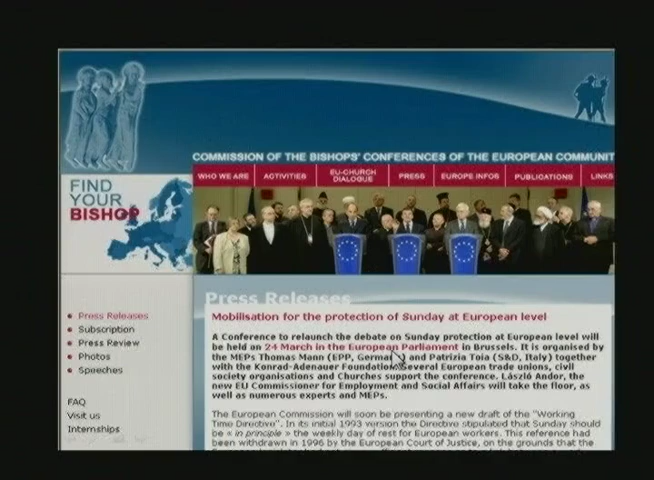 COMMISSION OF THE BISHOPS' CONFERENCES OF THE EUROPEAN COMMUNIT
WHO WE ARE
ACTIVITIES
EU-CHURCH
DIALOGUE
PRESS
EUROPE INFOS
PUBLICATIONS
LINKS
FIND
YOUR
BISHOP
Press Releases
Subscription
Press Review
Photos
Speeches
FAQ
Visit us
Internships
Press Releases
Mobilisation for the protection of Sunday at European level
A Conference to relaunch the debate on Sunday protection at European level will
be held on 24 March in the European Parliament in Brussels. It is organised by
the MEPs Thomas Mann (EPP, Germany) and Patrizia Toia (S&D, Italy) together
with the Konrad-Adenauer Foundation. Several European trade unions, civil
society organisations and Churches support the conference. László Andor, the
new EU Commissioner for Employment and Social Affairs will take the floor, as
well as numerous experts and MEPs.
The European Commission will soon be presenting a new draft of the "Working
Time Directive". In its initial 1993 version the Directive stipulated that Sunday should
be « in principle » the weekly day of rest for European workers. This reference had
been withdrawn in 1996 by the European Court of Justice, on the grounds that the